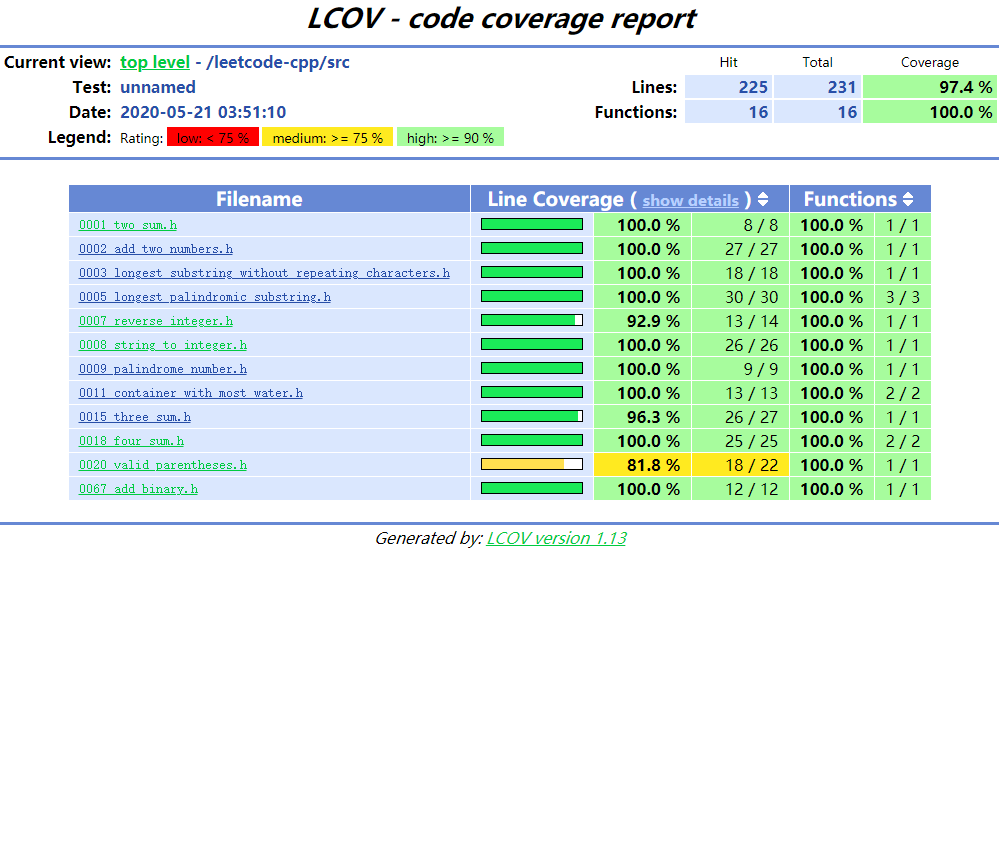 LCOV - code coverage report
Current view: top level - /leetcode-cpp/src Hit Total Coverage
Test: unnamed Lines: 225 231 97.4 %
Date: 2020-05-21 03:51:10 Functions: 16 16 100.0 %
Legend: Rating: low: < 75 % medium: >= 75 % high: >= 90 %
Filename Line Coverage ( show details ) Functions
0001_two_sum.h 100.0 % 8 / 8 100.0 % 1 / 1
0002_add_two_numbers.h 100.0 % 27 / 27 100.0 % 1 / 1
0003_longest_substring_without_repeating_characters.h 100.0 % 18 / 18 100.0 % 1 / 1
0005_longest_palindromic_substring.h 100.0 % 30 / 30 100.0 % 3 / 3
0007_reverse_integer.h 92.9 % 13 / 14 100.0 % 1 / 1
0008_string_to_integer.h 100.0 % 26 / 26 100.0 % 1 / 1
0009_palindrome_number.h 100.0 % 9 / 9 100.0 % 1 / 1
0011_container_with_most_water.h 100.0 % 13 / 13 100.0 % 2 / 2
0015_three_sum.h 96.3 % 26 / 27 100.0 % 1 / 1
0018_four_sum.h 100.0 % 25 / 25 100.0 % 2 / 2
0020_valid_parentheses.h 81.8 % 18 / 22 100.0 % 1 / 1
0067_add_binary.h 100.0 % 12 / 12 100.0 % 1 / 1
Generated by: LCOV version 1.13